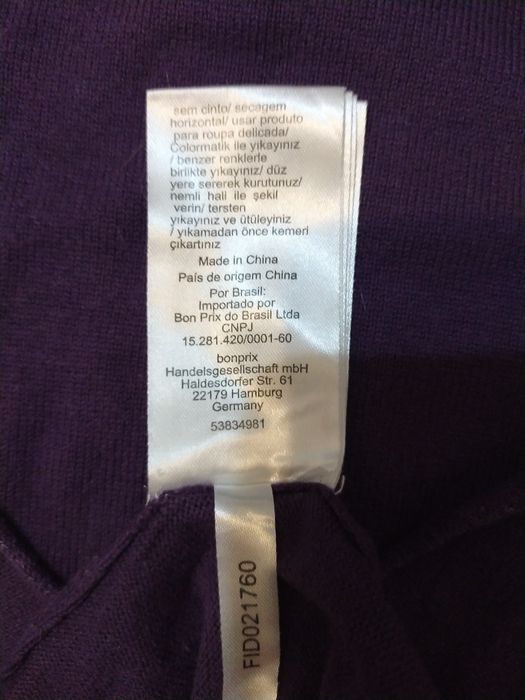 sem cinto/ secagem
horizontal/ usar produto
para roupa delicada/
Colormatik ile yıkayınız
/ benzer renklerle
birlikte yıkayınız/ düz
yere sererek kurutunuz/
nemli hali ile şekil
verin/ tersten
yıkayınız ve ütüleyiniz
/ yıkamadan önce kemeri
çıkartınız
Made in China
País de origem China
Por Brasil:
Importado por
Bon Prix do Brasil Ltda
CNPJ
15.281.420/0001-60
bonprix
Handelsgesellschaft mbH
Haldesdorfer Str. 61
22179 Hamburg
Germany
53834981
FID021760